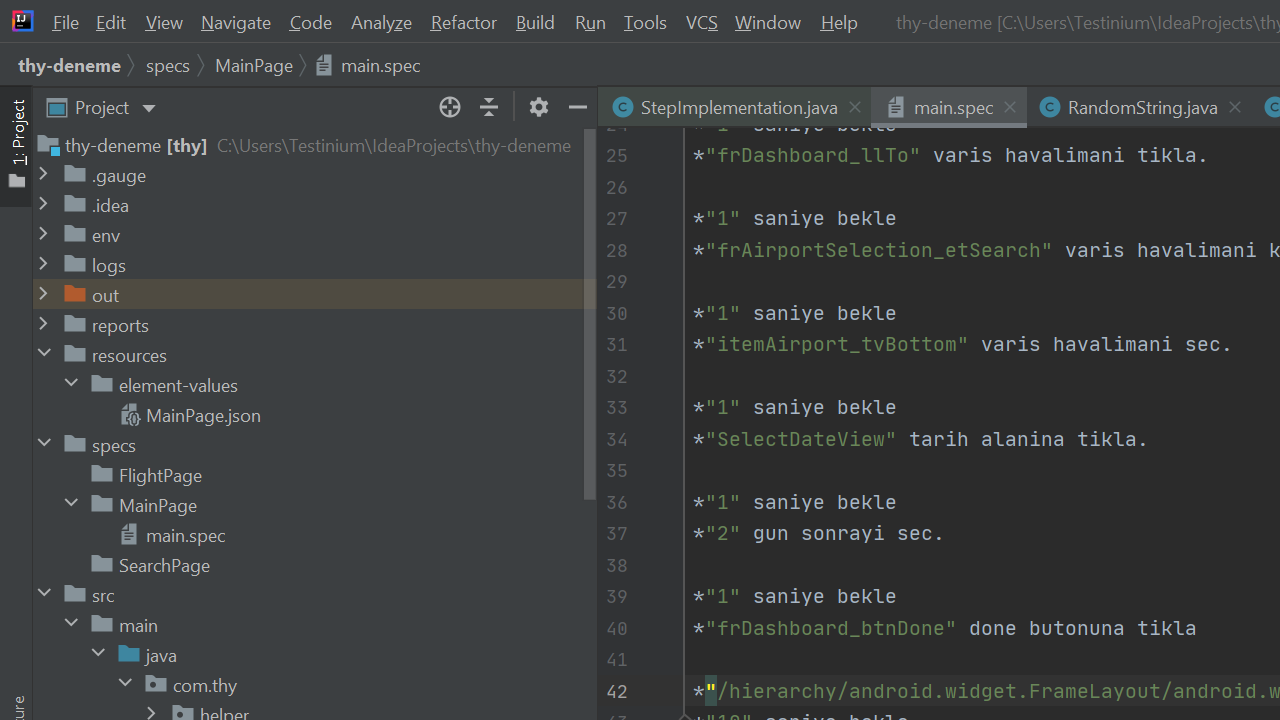 File Edit View Navigate Code Analyze Refactor Build Run Tools VCS Window Help thy-deneme [C:\Users\Testinium\IdeaProjects\thy
thy-deneme specs MainPage main.spec
1: Project
Project
StepImplementation.java main.spec RandomString.java
thy-deneme [thy] C:\Users\Testinium\IdeaProjects\thy-deneme
.gauge
.idea
env
logs
out
reports
resources
element-values
MainPage.json
specs
FlightPage
MainPage
main.spec
SearchPage
src
main
java
com.thy
helper
24 *"1" saniye bekle
25 *"frDashboard_llTo" varis havalimani tikla.
26
27 *"1" saniye bekle
28 *"frAirportSelection_etSearch" varis havalimani k
29
30 *"1" saniye bekle
31 *"itemAirport_tvBottom" varis havalimani sec.
32
33 *"1" saniye bekle
34 *"SelectDateView" tarih alanina tikla.
35
36 *"1" saniye bekle
37 *"2" gun sonrayi sec.
38
39 *"1" saniye bekle
40 *"frDashboard_btnDone" done butonuna tikla
41
42 *"/hierarchy/android.widget.FrameLayout/android.w
43 *"10" saniye bekle